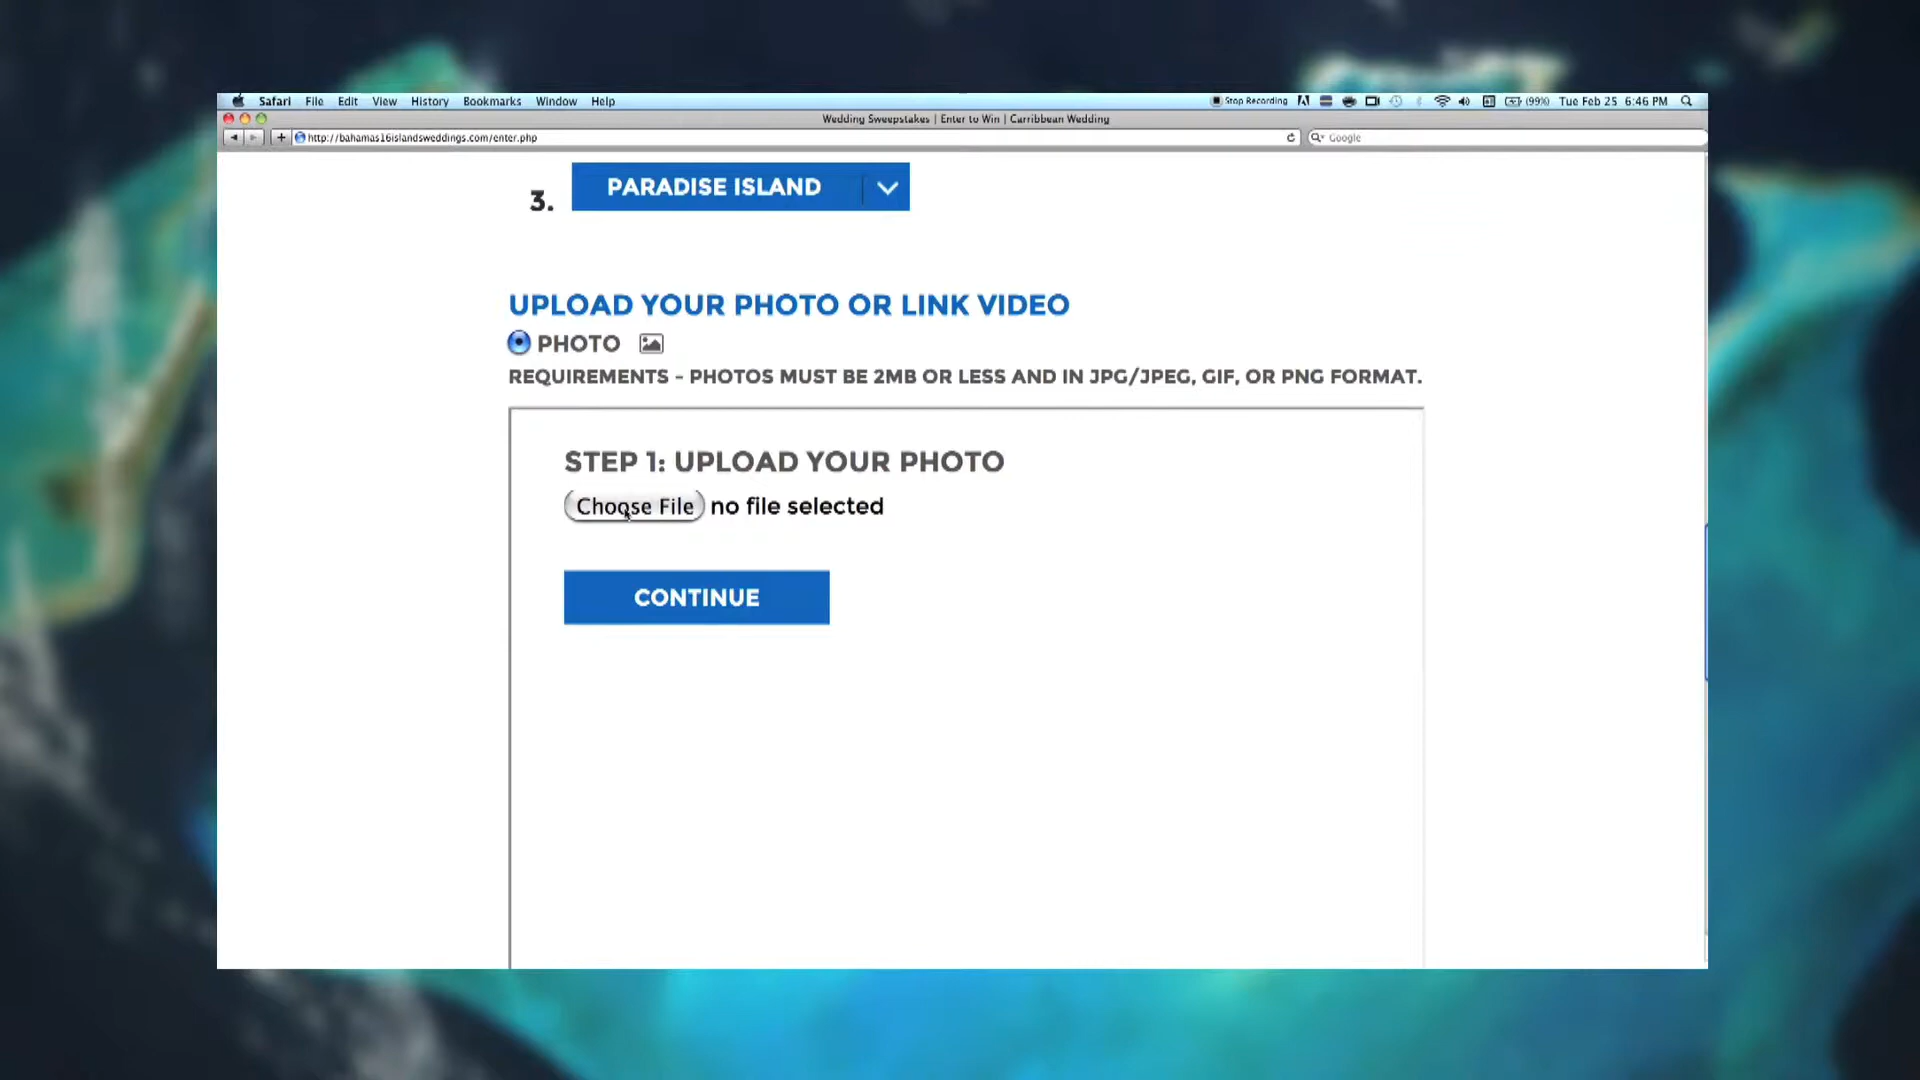 Safari File Edit View History Bookmarks Window Help Stop Recording (99%) Tue Feb 25 6:46 PM
Wedding Sweepstakes | Enter to Win | Carribbean Wedding
http://bahamas16islandsweddings.com/enter.php Google
3. PARADISE ISLAND
UPLOAD YOUR PHOTO OR LINK VIDEO
PHOTO
REQUIREMENTS - PHOTOS MUST BE 2MB OR LESS AND IN JPG/JPEG, GIF, OR PNG FORMAT.
STEP 1: UPLOAD YOUR PHOTO
Choose File no file selected
CONTINUE